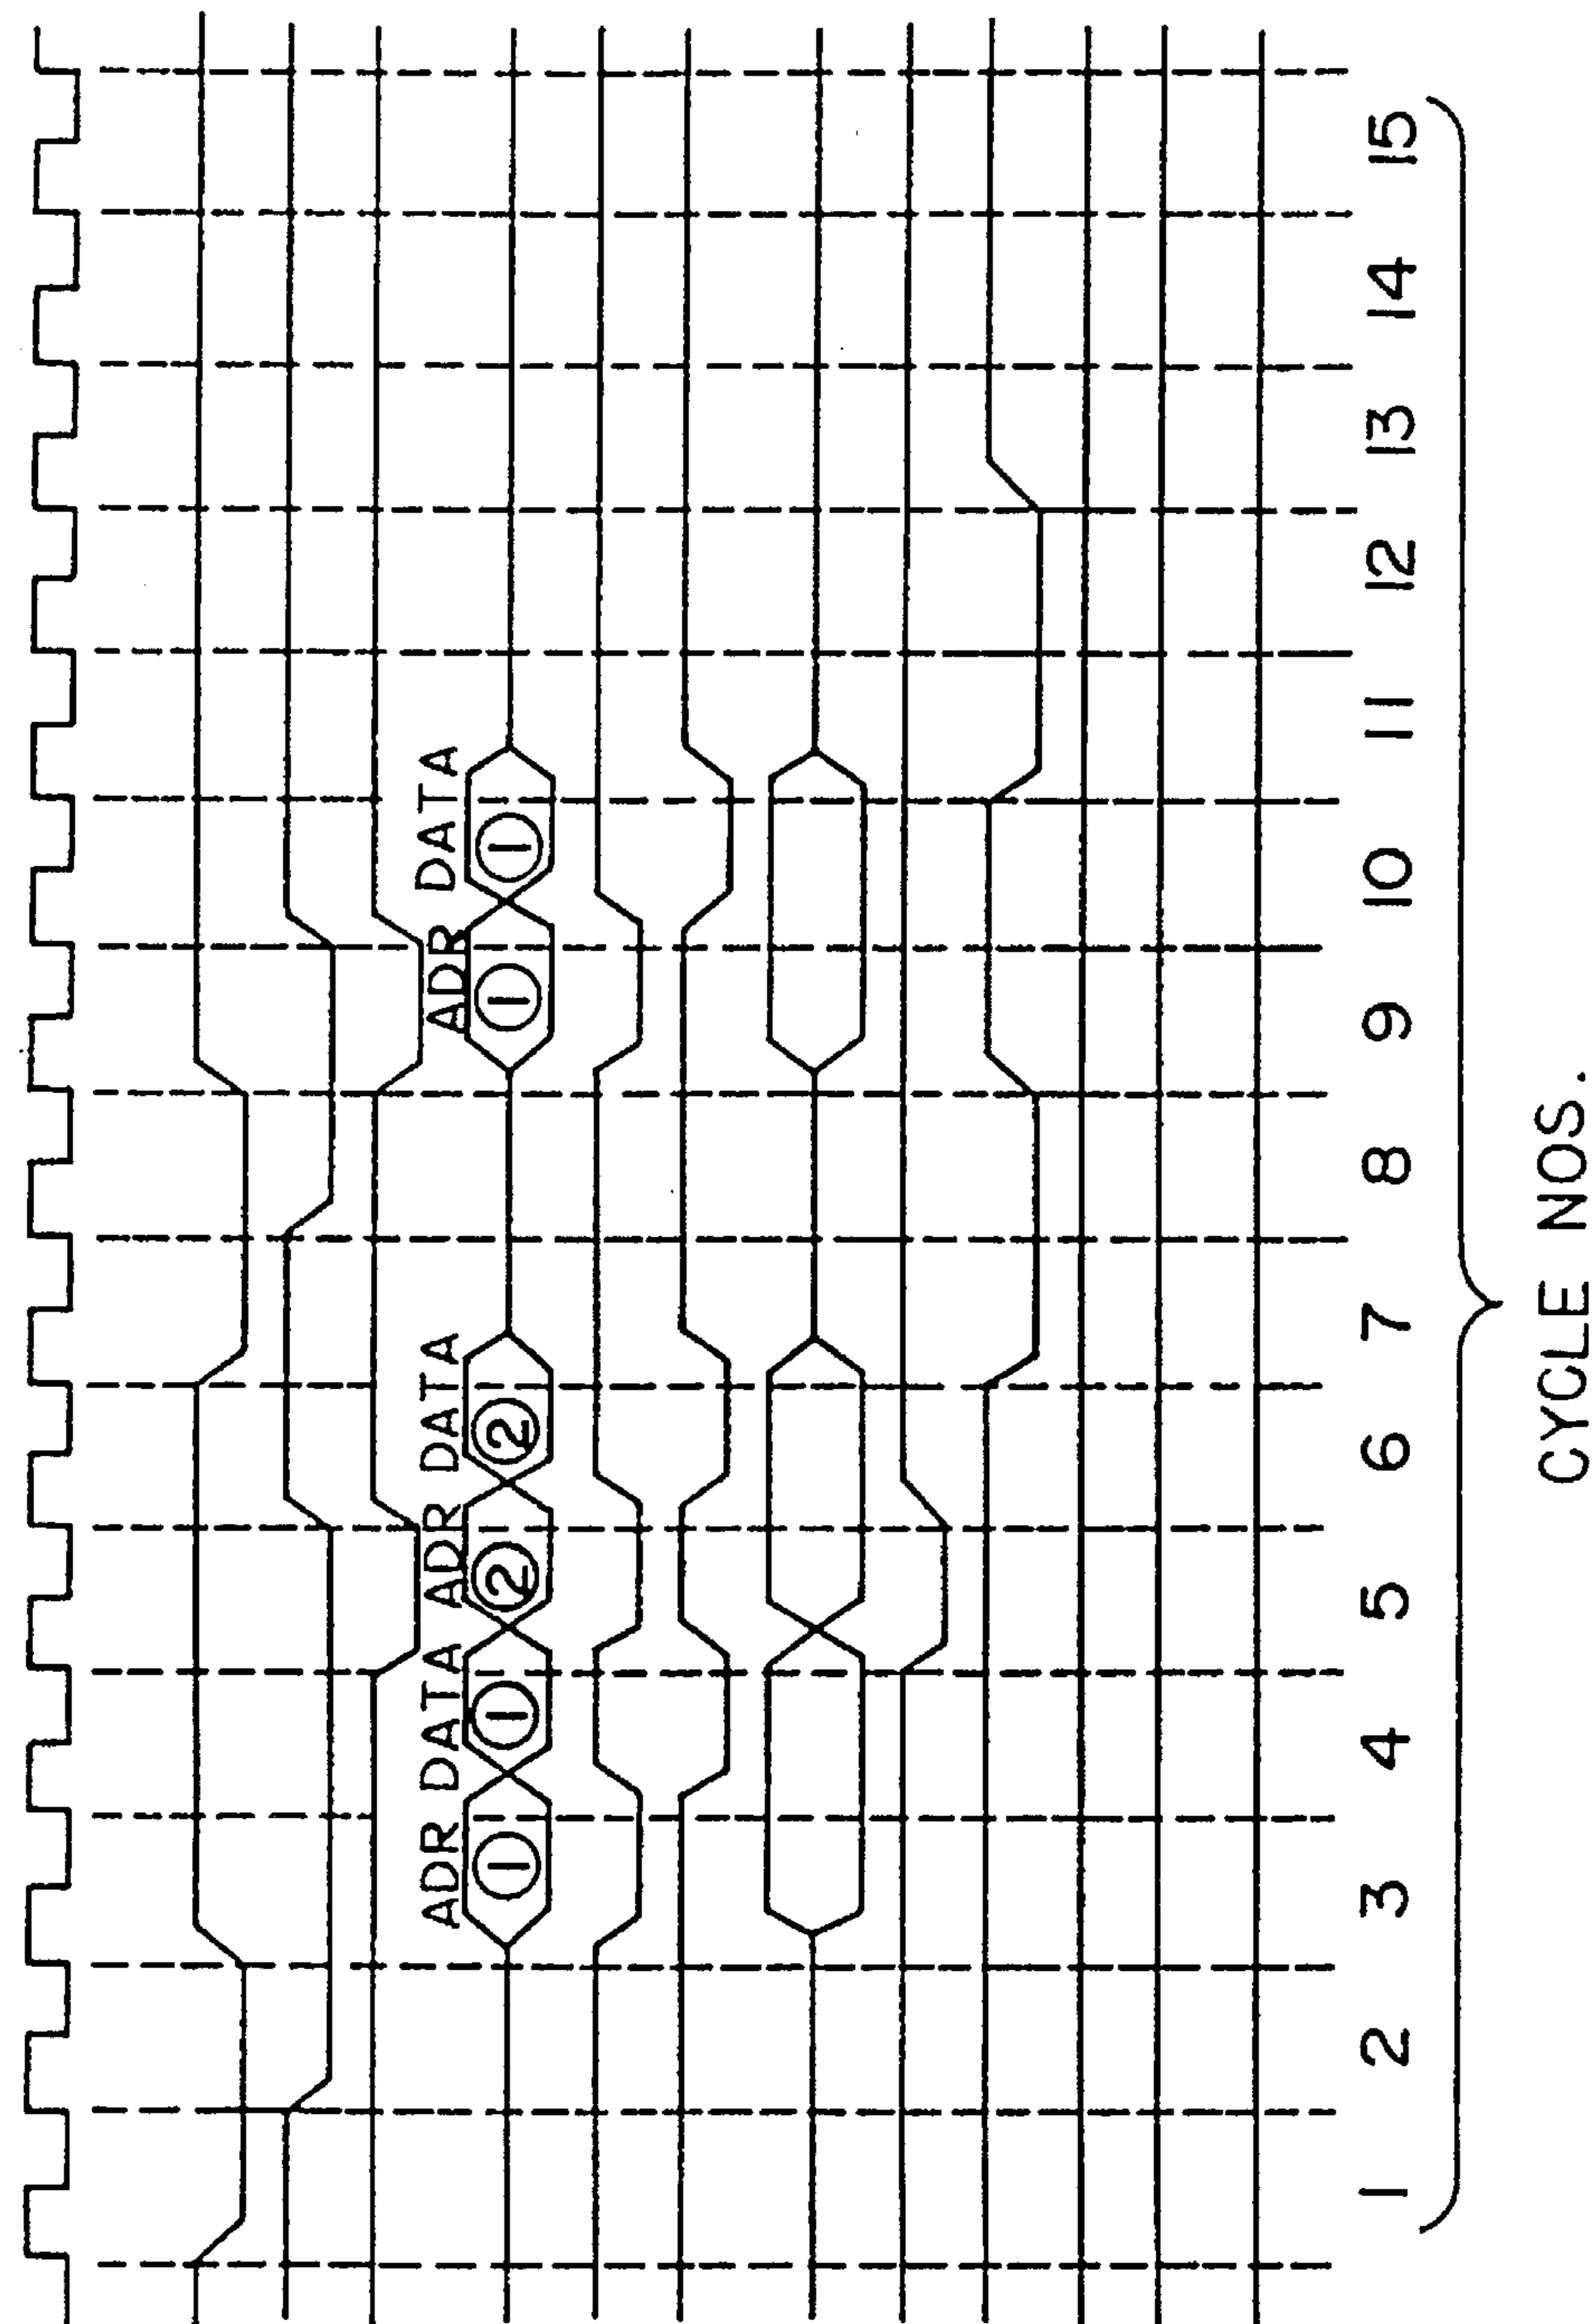 ADR DATA ADR DATA ADR DATA
① ① ② ② ① ①
1 2 3 4 5 6 7 8 9 10 11 12 13 14 15
CYCLE NOS.